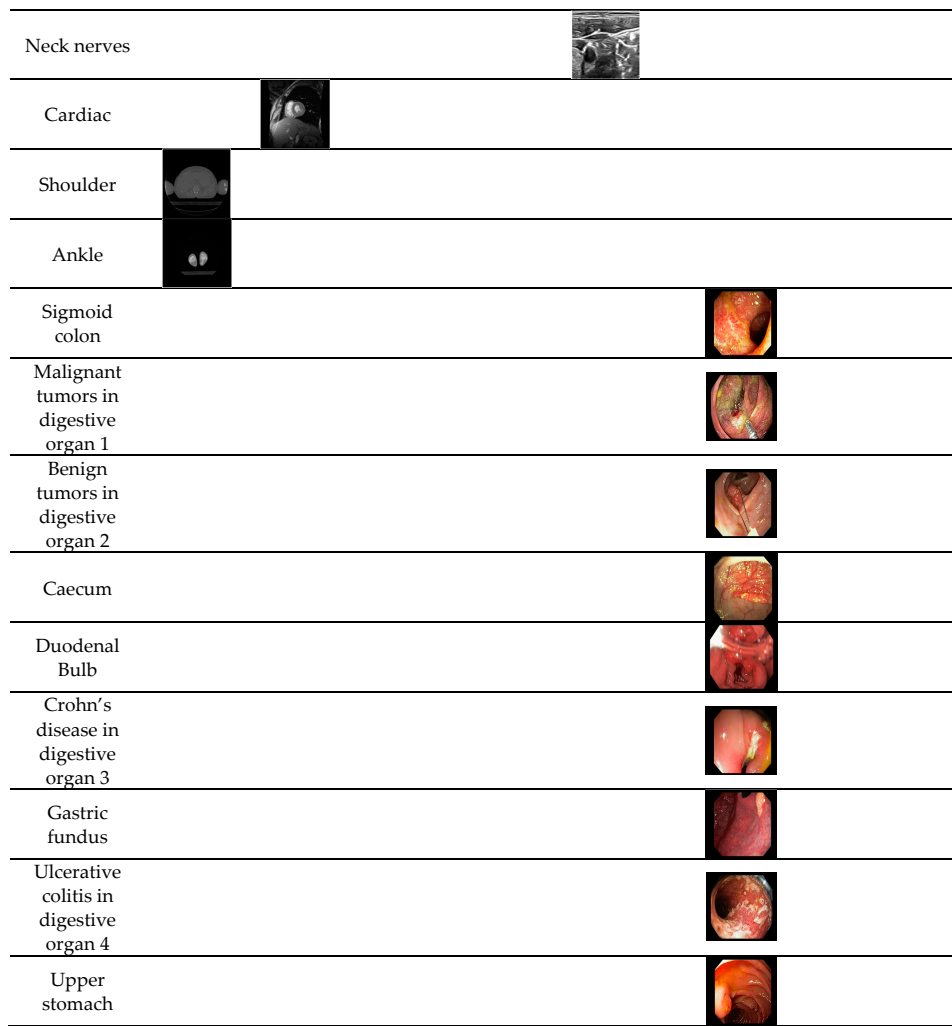 Neck nerves
Cardiac
Shoulder
Ankle
Sigmoid
colon
Malignant
tumors in
digestive
organ 1
Benign
tumors in
digestive
organ 2
Caecum
Duodenal
Bulb
Crohn’s
disease in
digestive
organ 3
Gastric
fundus
Ulcerative
colitis in
digestive
organ 4
Upper
stomach